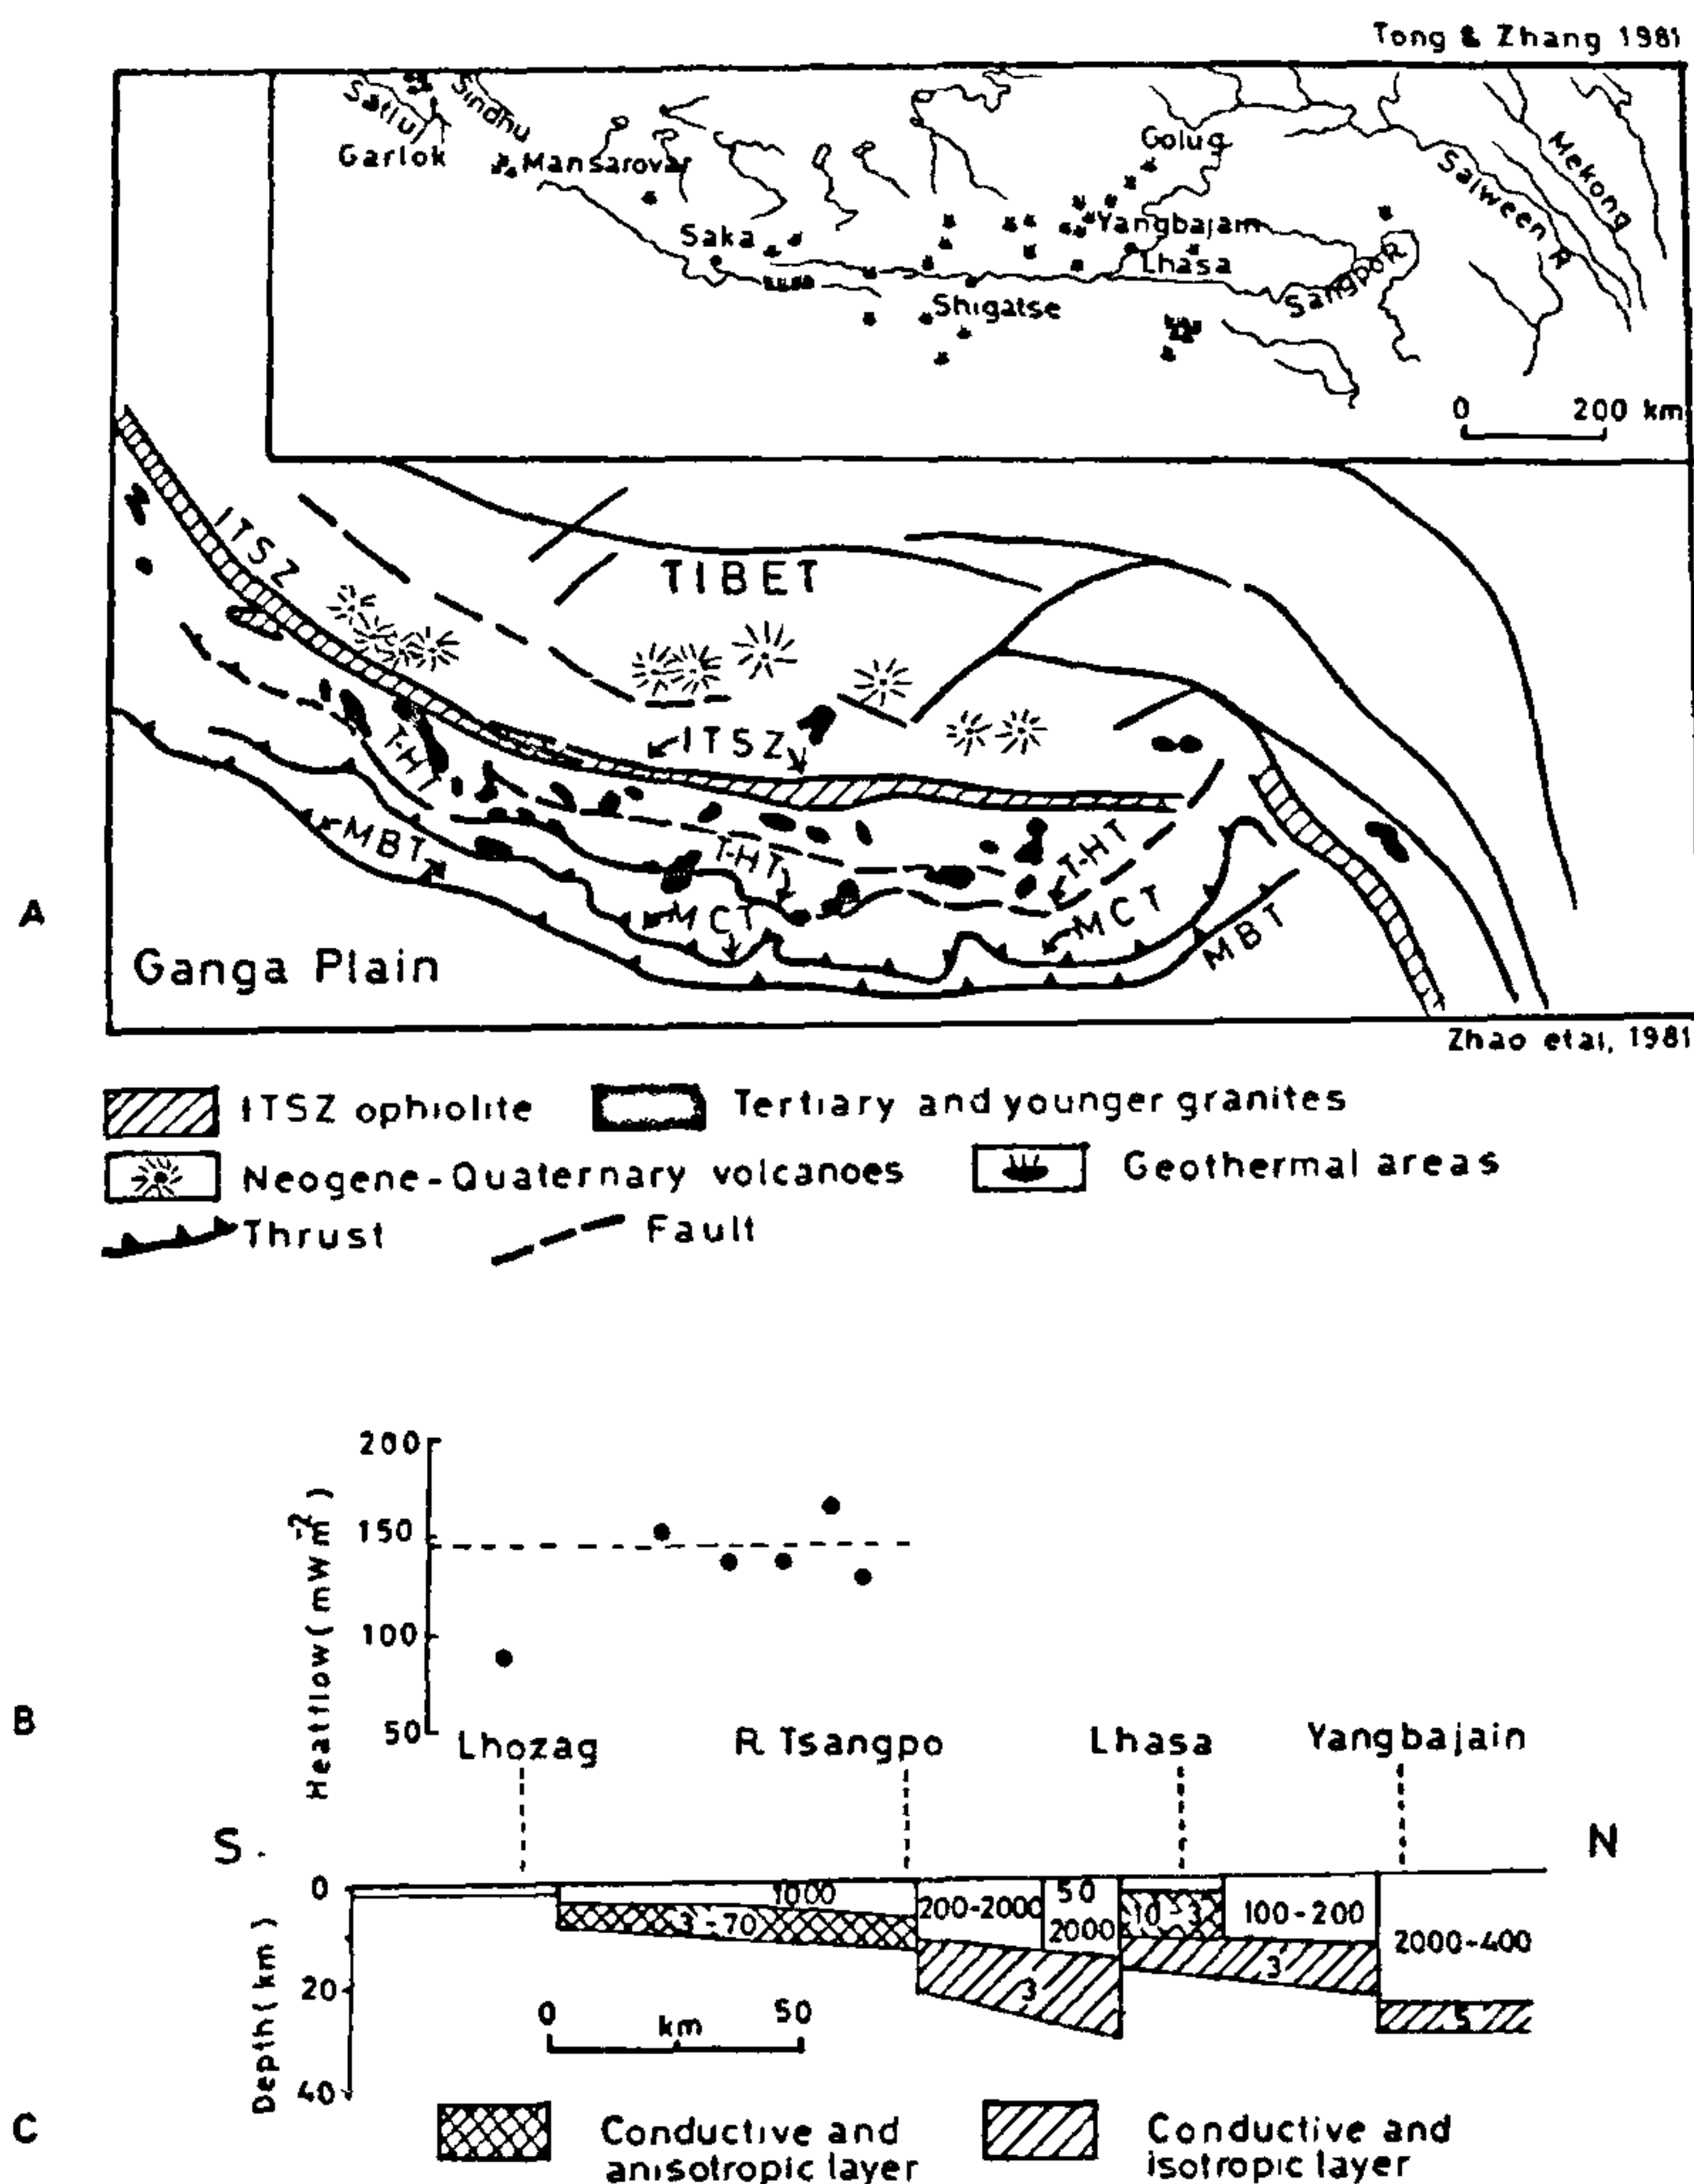 Tong & Zhang 1981
Satluj
Sindhu
Garlok
Mansarovar
Golug
Mekong
Salween R
Saka
Yangbajam
Lhasa
Sangpo R
Shigatse
0 200 km
ITSZ
TIBET
ITSZ
T-HT
MBT
T-HT
T-HT
MCT
MCT
MBT
A
Ganga Plain
Zhao etal, 1981
ITSZ ophiolite
Tertiary and younger granites
Neogene-Quaternary volcanoes
Geothermal areas
Thrust
Fault
200
150
100
50
Heatflow (mWm-2)
B
Lhozag
R Tsangpo
Lhasa
Yangbajain
S
N
0
20
40
Depth (km)
1000
3-70
200-2000
50
2000
10-3
100-200
2000-400
3
3
5
0 50
km
C
Conductive and
anisotropic layer
Conductive and
isotropic layer